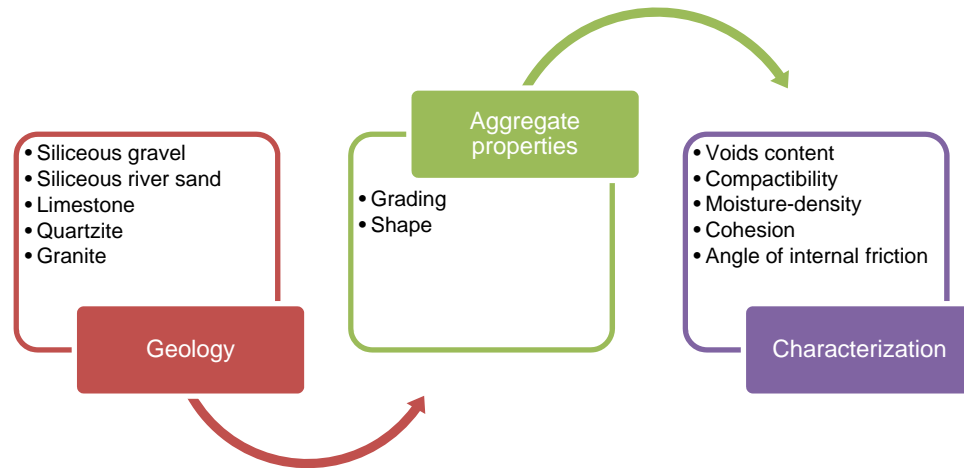 • Siliceous gravel
• Siliceous river sand
• Limestone
• Quartzite
• Granite
Geology
Aggregate
properties
• Grading
• Shape
• Voids content
• Compactibility
• Moisture-density
• Cohesion
• Angle of internal friction
Characterization